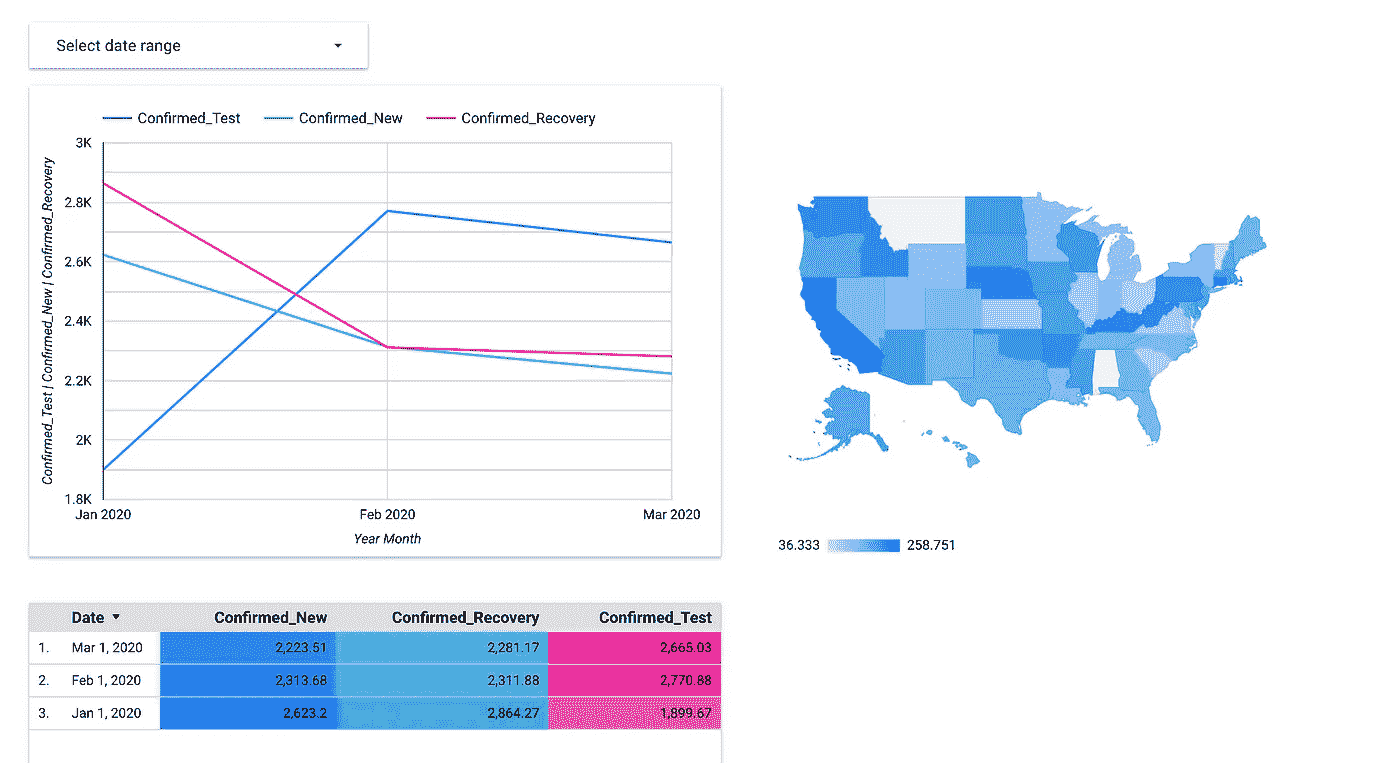 Select date range
Confirmed_Test Confirmed_New Confirmed_Recovery
Confirmed_Test | Confirmed_New | Confirmed_Recovery
3K
2.8K
2.6K
2.4K
2.2K
2K
1.8K
Jan 2020 Feb 2020 Mar 2020
Year Month
36.333 258.751
Date Confirmed_New Confirmed_Recovery Confirmed_Test
1. Mar 1, 2020 2,223.51 2,281.17 2,665.03
2. Feb 1, 2020 2,313.68 2,311.88 2,770.88
3. Jan 1, 2020 2,623.2 2,864.27 1,899.67